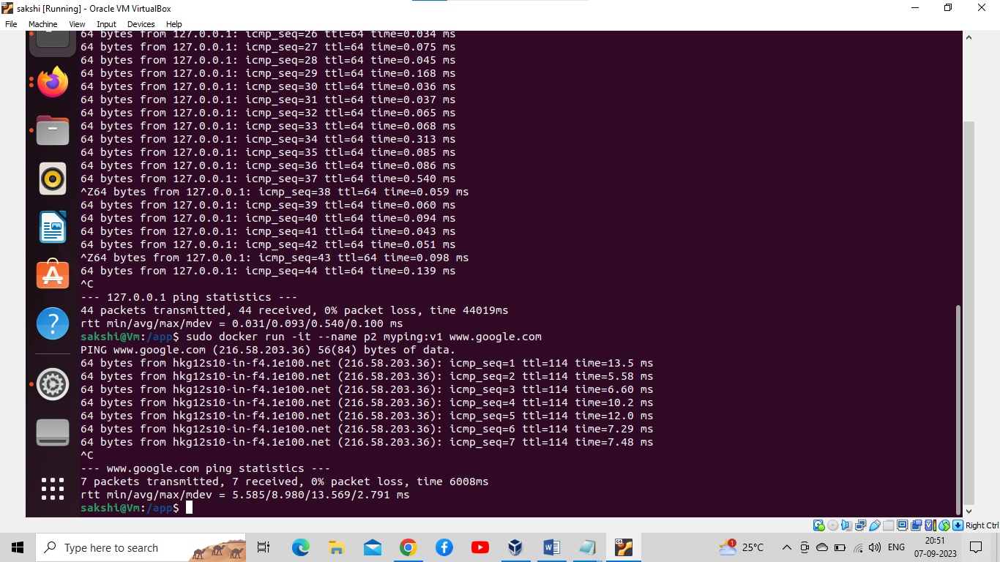 sakshi [Running] - Oracle VM VirtualBox
File Machine View Input Devices Help
64 bytes from 127.0.0.1: icmp_seq=26 ttl=64 time=0.034 ms
64 bytes from 127.0.0.1: icmp_seq=27 ttl=64 time=0.075 ms
64 bytes from 127.0.0.1: icmp_seq=28 ttl=64 time=0.045 ms
64 bytes from 127.0.0.1: icmp_seq=29 ttl=64 time=0.168 ms
64 bytes from 127.0.0.1: icmp_seq=30 ttl=64 time=0.036 ms
64 bytes from 127.0.0.1: icmp_seq=31 ttl=64 time=0.037 ms
64 bytes from 127.0.0.1: icmp_seq=32 ttl=64 time=0.065 ms
64 bytes from 127.0.0.1: icmp_seq=33 ttl=64 time=0.068 ms
64 bytes from 127.0.0.1: icmp_seq=34 ttl=64 time=0.313 ms
64 bytes from 127.0.0.1: icmp_seq=35 ttl=64 time=0.085 ms
64 bytes from 127.0.0.1: icmp_seq=36 ttl=64 time=0.086 ms
64 bytes from 127.0.0.1: icmp_seq=37 ttl=64 time=0.540 ms
^Z64 bytes from 127.0.0.1: icmp_seq=38 ttl=64 time=0.059 ms
64 bytes from 127.0.0.1: icmp_seq=39 ttl=64 time=0.060 ms
64 bytes from 127.0.0.1: icmp_seq=40 ttl=64 time=0.094 ms
64 bytes from 127.0.0.1: icmp_seq=41 ttl=64 time=0.043 ms
64 bytes from 127.0.0.1: icmp_seq=42 ttl=64 time=0.051 ms
^Z64 bytes from 127.0.0.1: icmp_seq=43 ttl=64 time=0.098 ms
64 bytes from 127.0.0.1: icmp_seq=44 ttl=64 time=0.139 ms
^C
--- 127.0.0.1 ping statistics ---
44 packets transmitted, 44 received, 0% packet loss, time 44019ms
rtt min/avg/max/mdev = 0.031/0.093/0.540/0.100 ms
sakshi@Vm:/app$ sudo docker run -it --name p2 myping:v1 www.google.com
PING www.google.com (216.58.203.36) 56(84) bytes of data.
64 bytes from hkg12s10-in-f4.1e100.net (216.58.203.36): icmp_seq=1 ttl=114 time=13.5 ms
64 bytes from hkg12s10-in-f4.1e100.net (216.58.203.36): icmp_seq=2 ttl=114 time=5.58 ms
64 bytes from hkg12s10-in-f4.1e100.net (216.58.203.36): icmp_seq=3 ttl=114 time=6.60 ms
64 bytes from hkg12s10-in-f4.1e100.net (216.58.203.36): icmp_seq=4 ttl=114 time=10.2 ms
64 bytes from hkg12s10-in-f4.1e100.net (216.58.203.36): icmp_seq=5 ttl=114 time=12.0 ms
64 bytes from hkg12s10-in-f4.1e100.net (216.58.203.36): icmp_seq=6 ttl=114 time=7.29 ms
64 bytes from hkg12s10-in-f4.1e100.net (216.58.203.36): icmp_seq=7 ttl=114 time=7.48 ms
^C
--- www.google.com ping statistics ---
7 packets transmitted, 7 received, 0% packet loss, time 6008ms
rtt min/avg/max/mdev = 5.585/8.980/13.569/2.791 ms
sakshi@Vm:/app$
Right Ctrl
Type here to search
1
25°C
ENG
20:51
07-09-2023